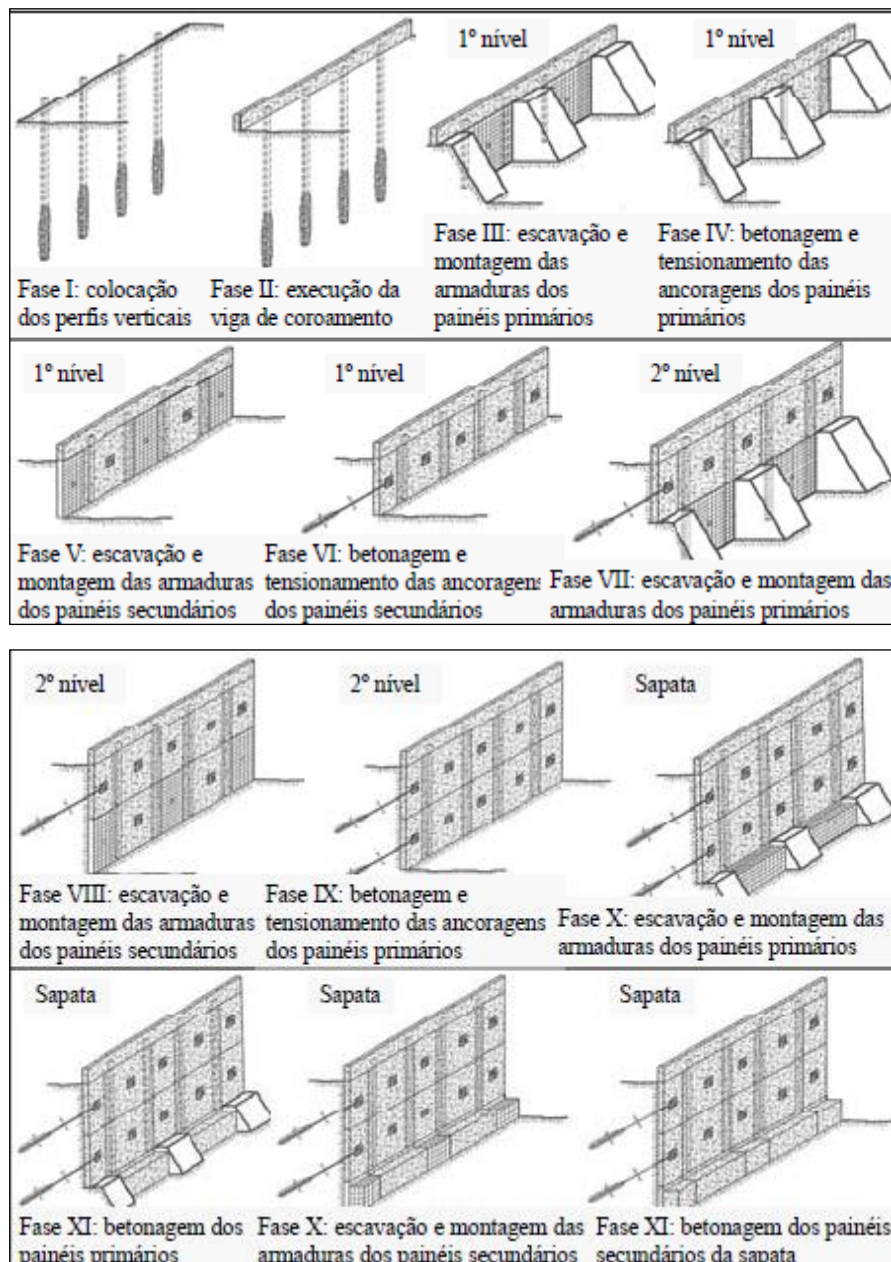 1º nível
1º nível
Fase I: colocação
dos perfis verticais
Fase II: execução da
viga de coroamento
Fase III: escavação e
montagem das
armaduras dos
painéis primários
Fase IV: betonagem e
tensionamento das
ancoragens dos painéis
primários
1º nível
1º nível
2º nível
Fase V: escavação e
montagem das armaduras
dos painéis secundários
Fase VI: betonagem e
tensionamento das ancoragens
dos painéis secundários
Fase VII: escavação e montagem das
armaduras dos painéis primários
2º nível
2º nível
Sapata
Fase VIII: escavação e
montagem das armaduras
dos painéis secundários
Fase IX: betonagem e
tensionamento das ancoragens
dos painéis primários
Fase X: escavação e montagem das
armaduras dos painéis primários
Sapata
Sapata
Sapata
Fase XI: betonagem dos
painéis primários
Fase X: escavação e montagem das
armaduras dos painéis secundários
Fase XI: betonagem dos painéis
secundários da sapata